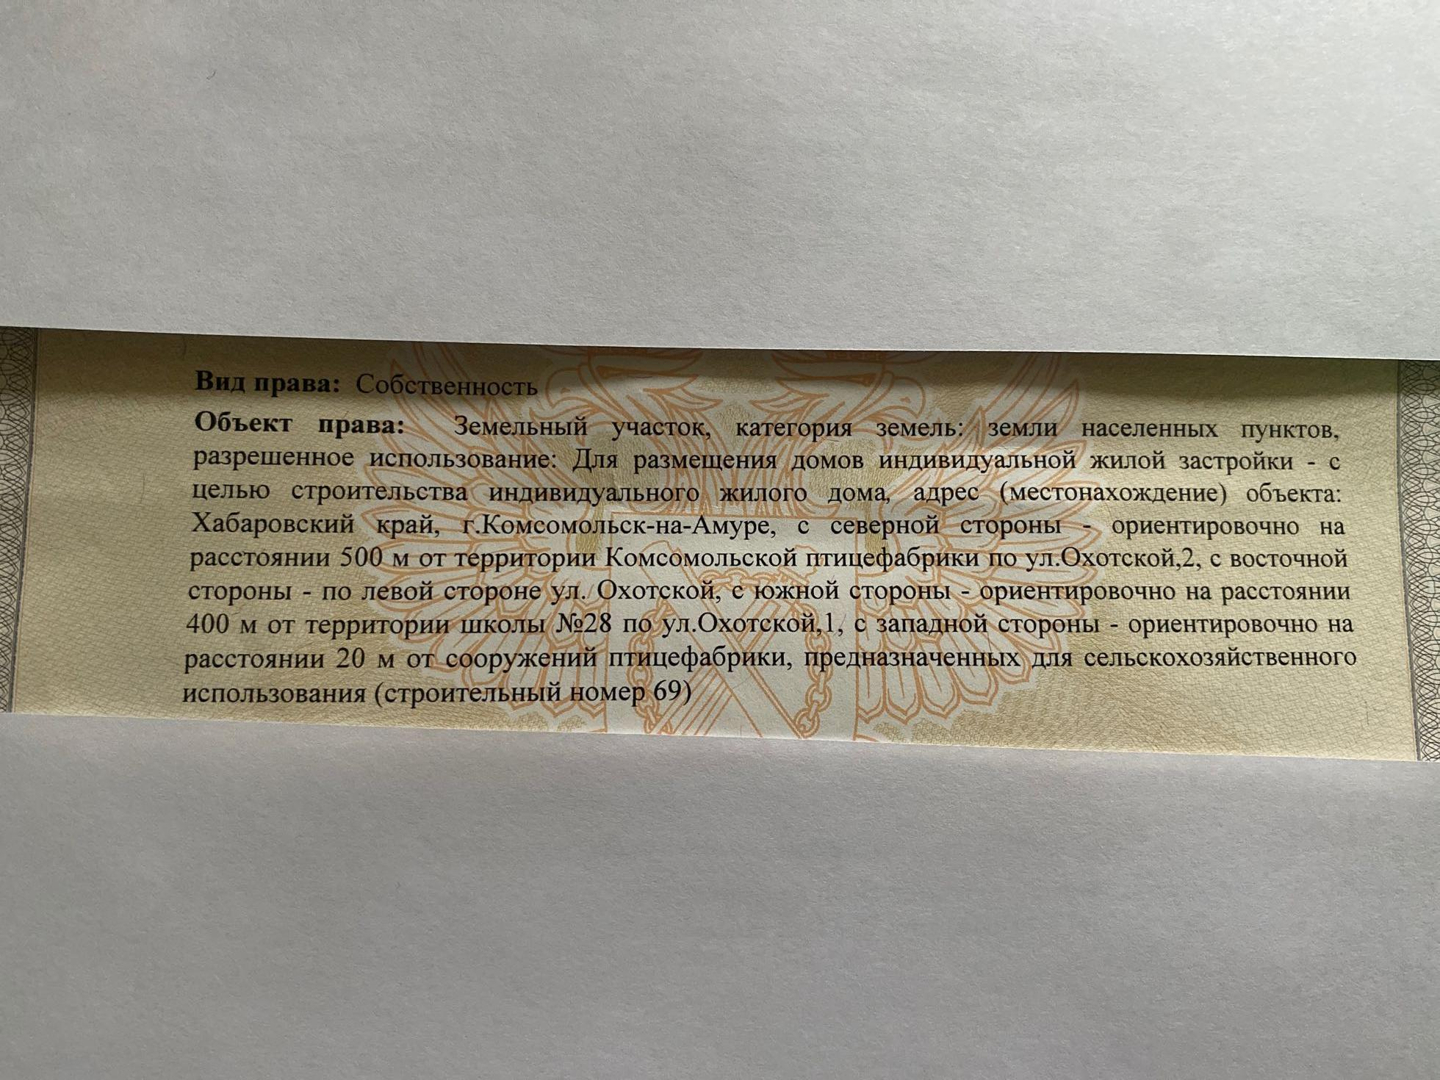 Вид права: Собственность
Объект права: Земельный участок, категория земель: земли населенных пунктов,
разрешенное использование: Для размещения домов индивидуальной жилой застройки - с
целью строительства индивидуального жилого дома, адрес (местонахождение) объекта:
Хабаровский край, г.Комсомольск-на-Амуре, с северной стороны - ориентировочно на
расстоянии 500 м от территории Комсомольской птицефабрики по ул.Охотской,2, с восточной
стороны - по левой стороне ул. Охотской, с южной стороны - ориентировочно на расстоянии
400 м от территории школы №28 по ул.Охотской,1, с западной стороны - ориентировочно на
расстоянии 20 м от сооружений птицефабрики, предназначенных для сельскохозяйственного
использования (строительный номер 69)